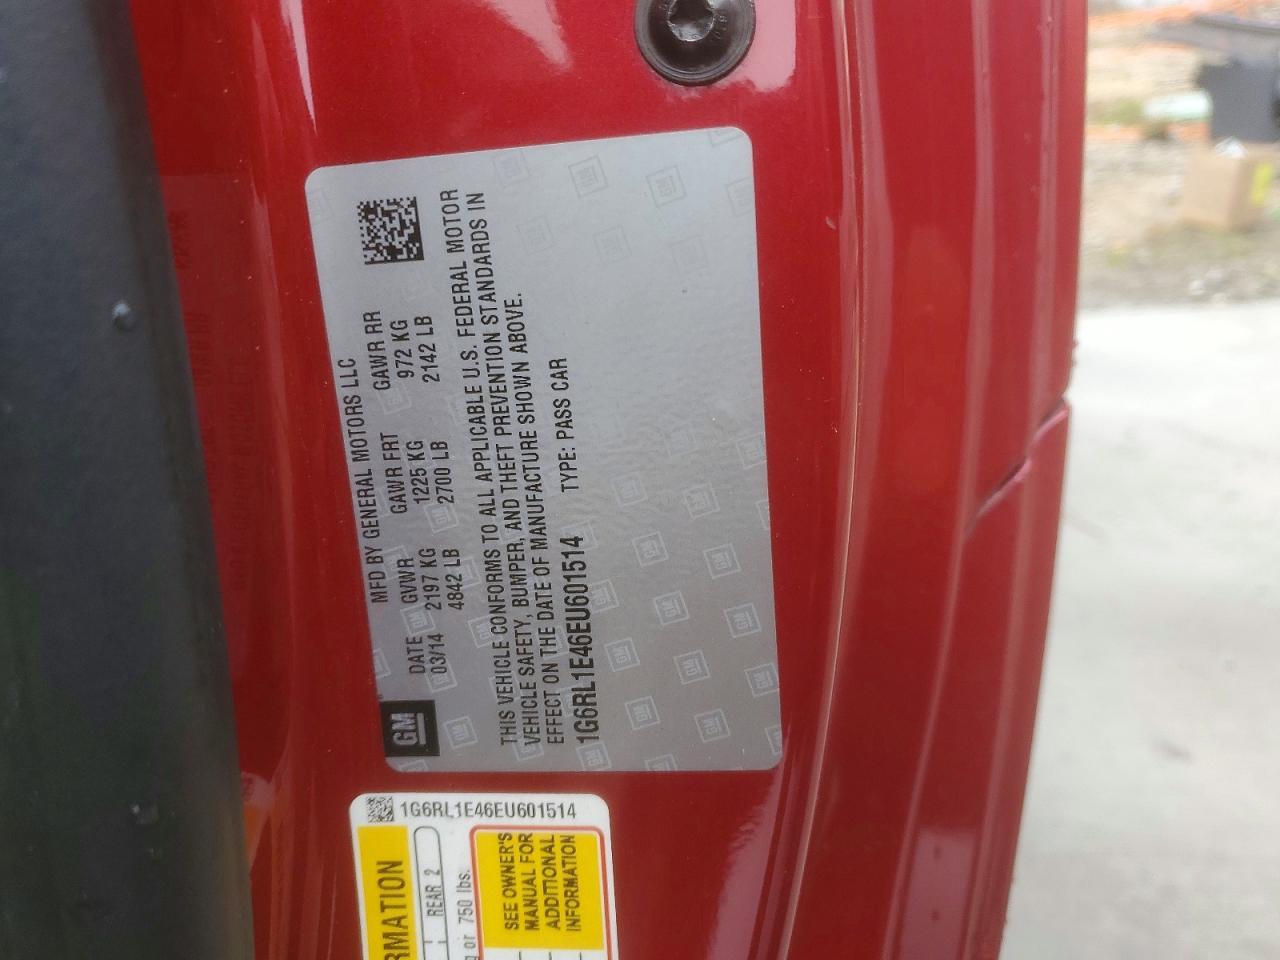 MFD BY GENERAL MOTORS LLC
GM
DATE GVWR GAWR FRT GAWR RR
03/14 2197 KG 1225 KG 972 KG
4842 LB 2700 LB 2142 LB
THIS VEHICLE CONFORMS TO ALL APPLICABLE U.S. FEDERAL MOTOR
VEHICLE SAFETY, BUMPER, AND THEFT PREVENTION STANDARDS IN
EFFECT ON THE DATE OF MANUFACTURE SHOWN ABOVE.
1G6RL1E46EU601514 TYPE: PASS CAR
1G6RL1E46EU601514
RMATION
REAR 2
or 750 lbs.
SEE OWNER'S
MANUAL FOR
ADDITIONAL
INFORMATION